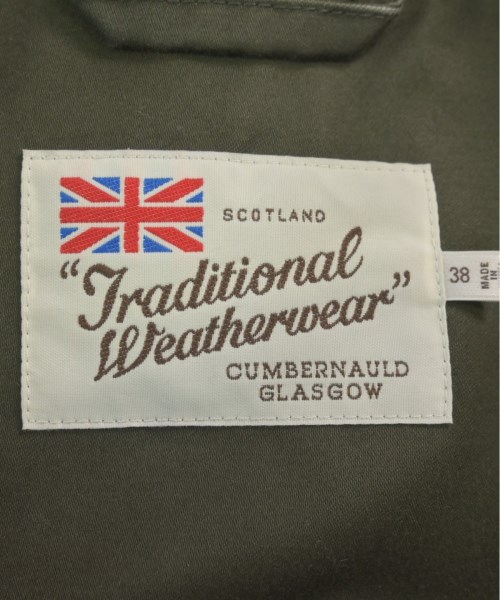 SCOTLAND
“Traditional
Weatherwear”
CUMBERNAULD
GLASGOW
38
MADE
IN